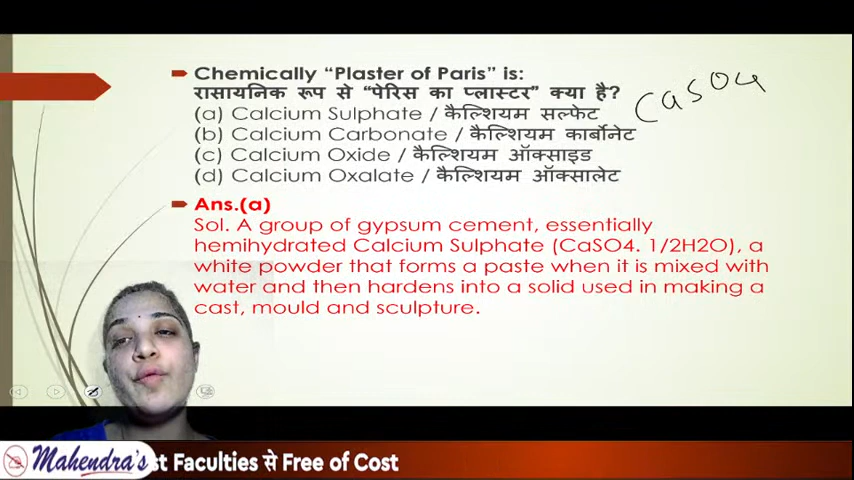 Chemically “Plaster of Paris” is:
रासायनिक रूप से “पेरिस का प्लास्टर” क्या है?
(a) Calcium Sulphate / कैल्शियम सल्फेट
(b) Calcium Carbonate / कैल्शियम कार्बोनेट
(c) Calcium Oxide / कैल्शियम ऑक्साइड
(d) Calcium Oxalate / कैल्शियम ऑक्सालेट
CaSO4
Ans.(a)
Sol. A group of gypsum cement, essentially
hemihydrated Calcium Sulphate (CaSO4. 1/2H2O), a
white powder that forms a paste when it is mixed with
water and then hardens into a solid used in making a
cast, mould and sculpture.
Mahendra's
st Faculties से Free of Cost